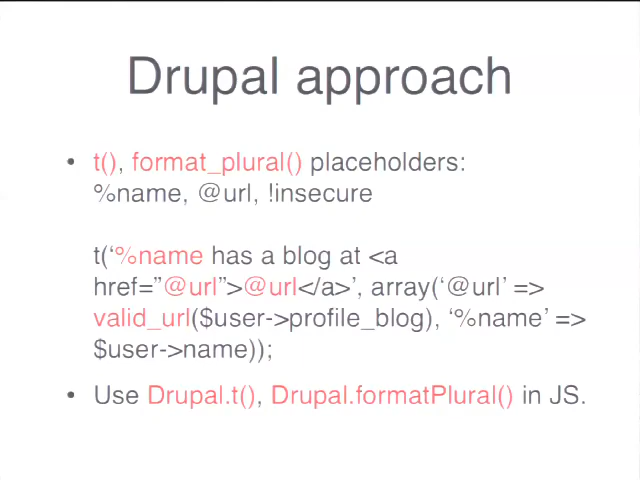 Drupal approach
• t(), format_plural() placeholders:
%name, @url, !insecure
t(‘%name has a blog at <a
href=”@url”>@url</a>’, array(‘@url’ =>
valid_url($user->profile_blog), ‘%name’ =>
$user->name));
• Use Drupal.t(), Drupal.formatPlural() in JS.